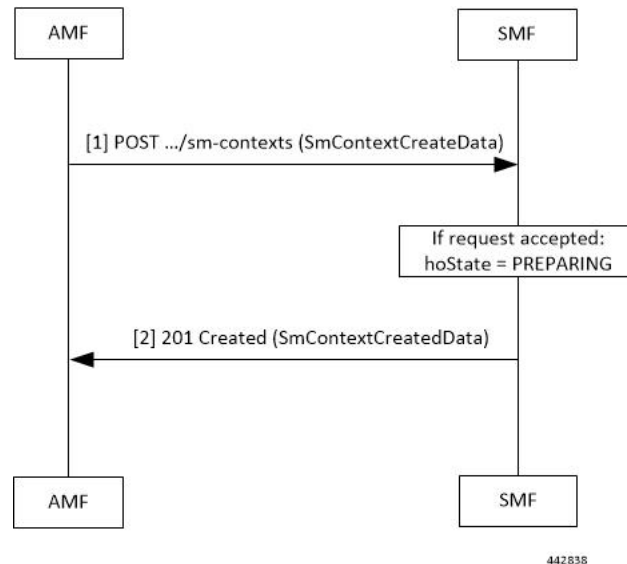 AMF
SMF
[1] POST .../sm-contexts (SmContextCreateData)
If request accepted:
hoState = PREPARING
[2] 201 Created (SmContextCreatedData)
AMF
SMF
442838